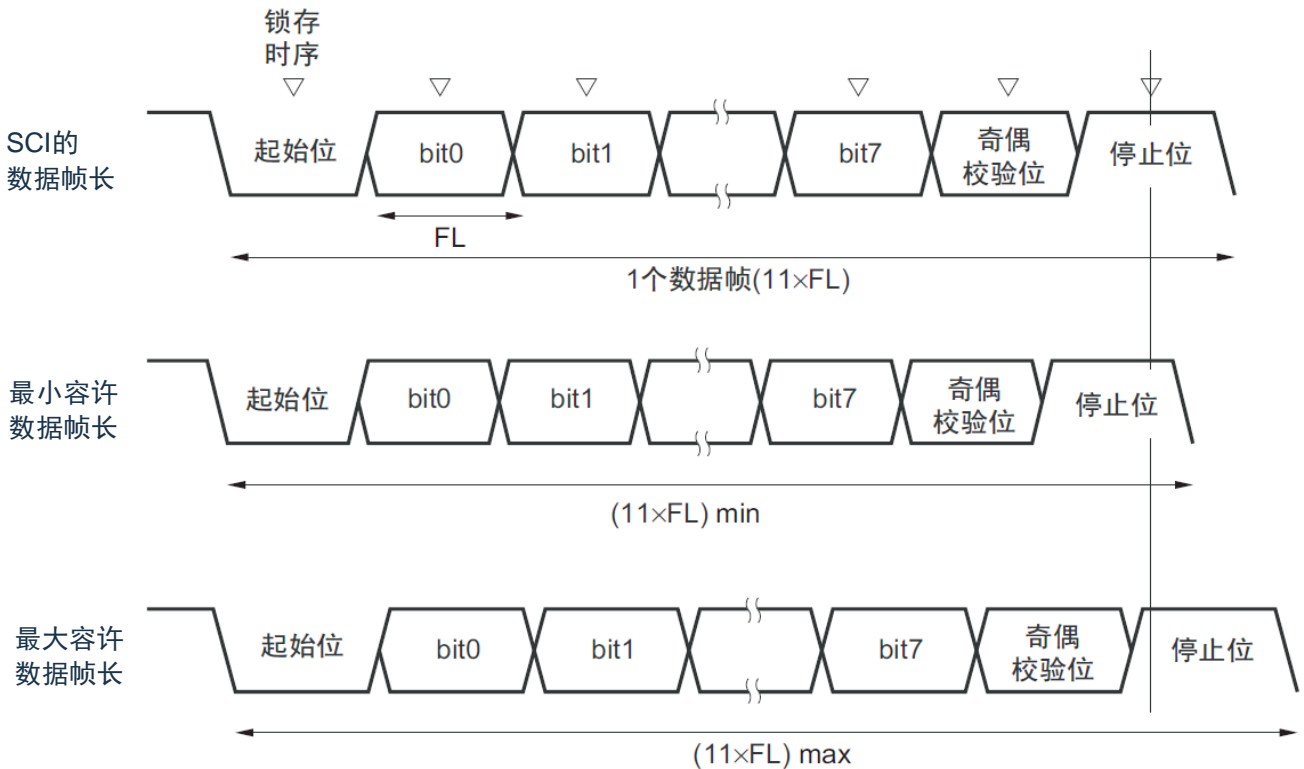 锁存
时序
SCI的
数据帧长
起始位
bit0
bit1
bit7
奇偶
校验位
停止位
FL
1个数据帧(11×FL)
最小容许
数据帧长
起始位
bit0
bit1
bit7
奇偶
校验位
停止位
(11×FL) min
最大容许
数据帧长
起始位
bit0
bit1
bit7
奇偶
校验位
停止位
(11×FL) max